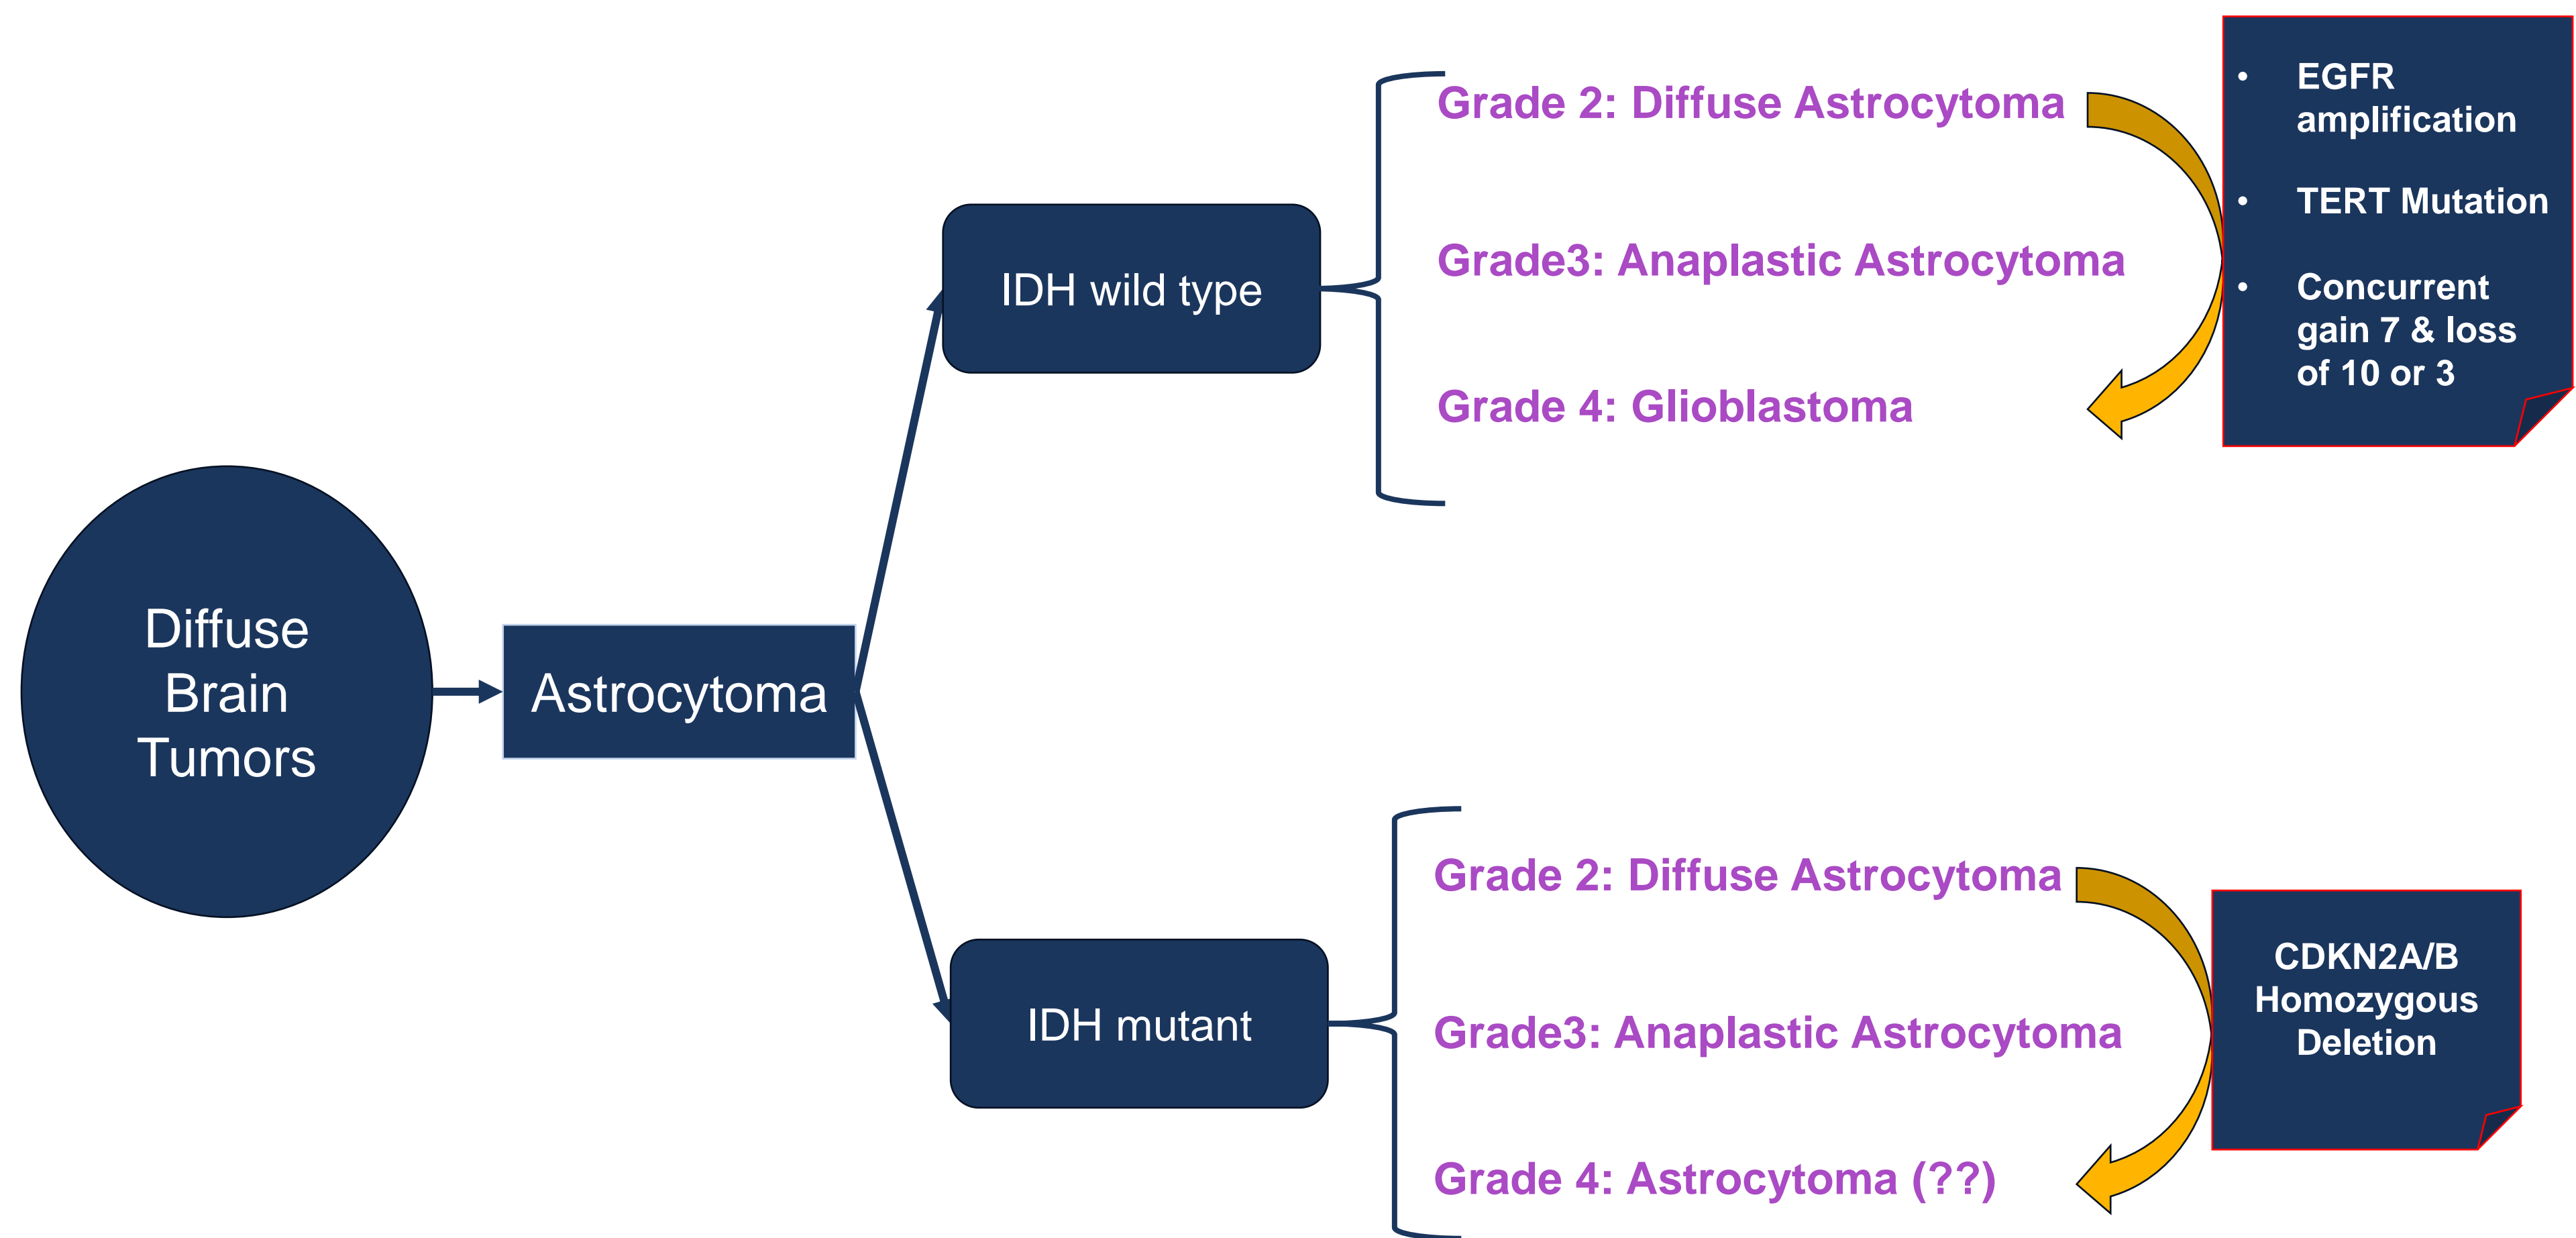 Diffuse
Brain
Tumors
Astrocytoma
IDH wild type
Grade 2: Diffuse Astrocytoma
Grade3: Anaplastic Astrocytoma
Grade 4: Glioblastoma
• EGFR
amplification
• TERT Mutation
• Concurrent
gain 7 & loss
of 10 or 3
IDH mutant
Grade 2: Diffuse Astrocytoma
Grade3: Anaplastic Astrocytoma
Grade 4: Astrocytoma (??)
CDKN2A/B
Homozygous
Deletion